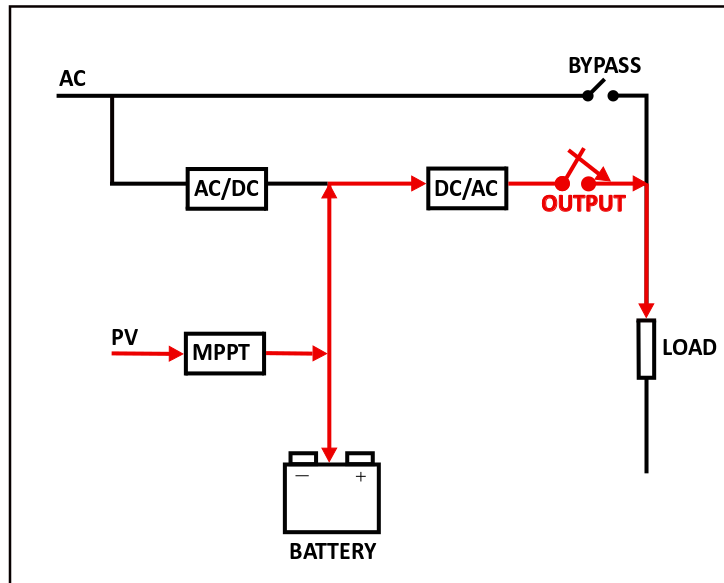 AC
BYPASS
AC/DC
DC/AC
OUTPUT
PV
MPPT
LOAD
— +
BATTERY